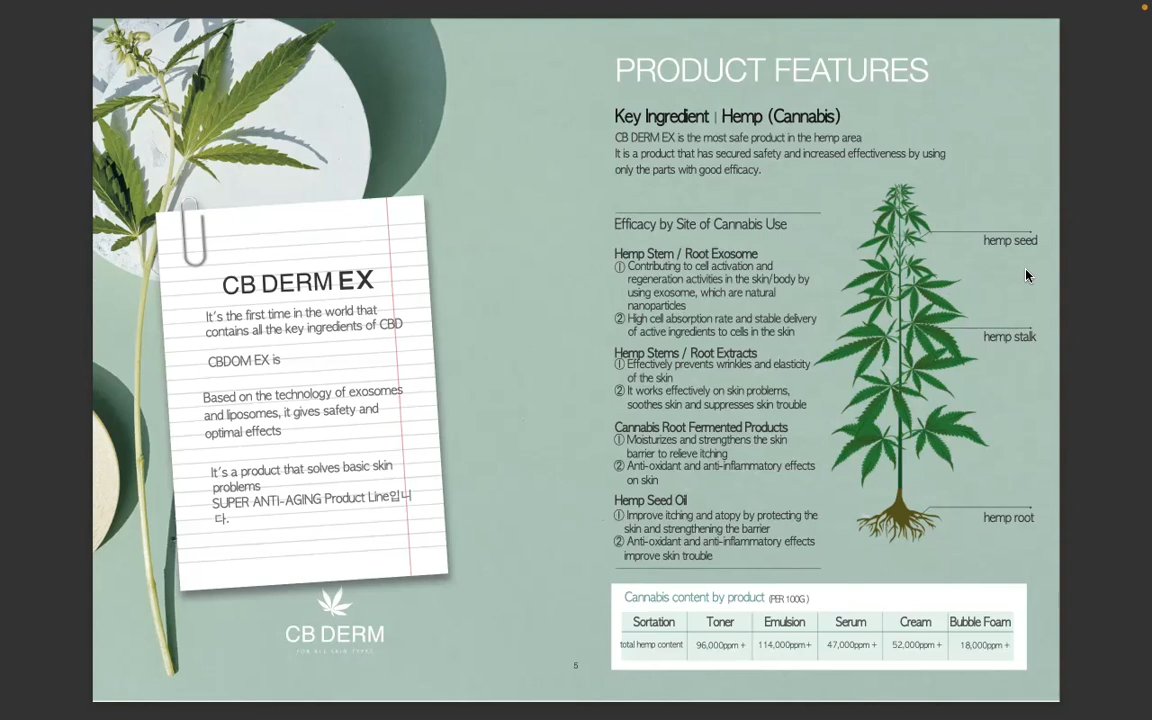 CB DERM EX
It's the first time in the world that
contains all the key ingredients of CBD
CBDOM EX is
Based on the technology of exosomes
and liposomes, it gives safety and
optimal effects
It's a product that solves basic skin
problems
SUPER ANTI-AGING Product Line입니
다.
CB DERM
FOR ALL SKIN TYPES
5
PRODUCT FEATURES
Key Ingredient | Hemp (Cannabis)
CB DERM EX is the most safe product in the hemp area
It is a product that has secured safety and increased effectiveness by using
only the parts with good efficacy.
Efficacy by Site of Cannabis Use
Hemp Stem / Root Exosome
① Contributing to cell activation and
regeneration activities in the skin/body by
using exosome, which are natural
nanoparticles
② High cell absorption rate and stable delivery
of active ingredients to cells in the skin
Hemp Stems / Root Extracts
① Effectively prevents wrinkles and elasticity
of the skin
② It works effectively on skin problems,
soothes skin and suppresses skin trouble
Cannabis Root Fermented Products
① Moisturizes and strengthens the skin
barrier to relieve itching
② Anti-oxidant and anti-inflammatory effects
on skin
Hemp Seed Oil
① Improve itching and atopy by protecting the
skin and strengthening the barrier
② Anti-oxidant and anti-inflammatory effects
improve skin trouble
hemp seed
hemp stalk
hemp root
Cannabis content by product (PER 100G)
Sortation Toner Emulsion Serum Cream Bubble Foam
total hemp content 96,000ppm + 114,000ppm+ 47,000ppm + 52,000ppm + 18,000ppm +